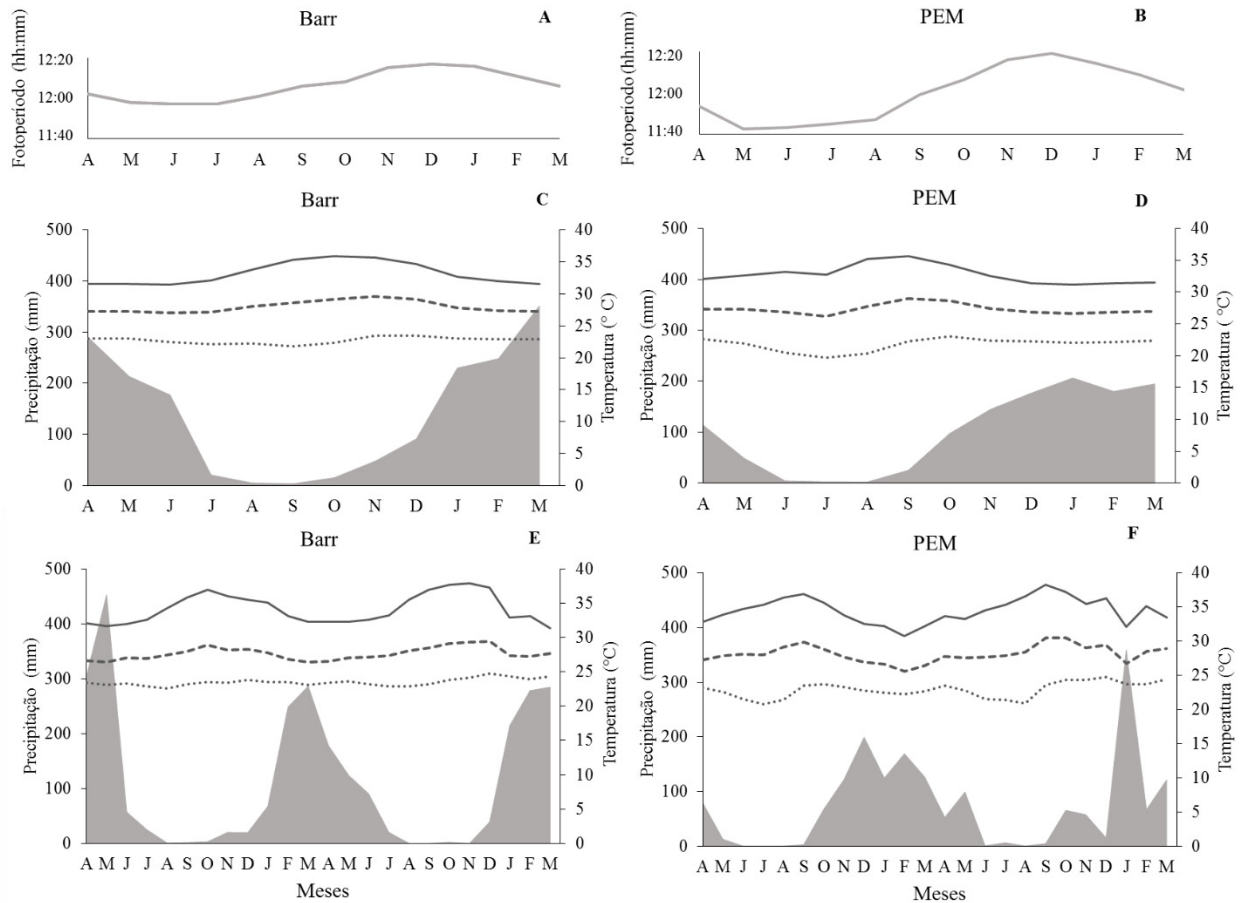 Barr A
Fotoperíodo (hh:mm)
12:20
12:00
11:40
A M J J A S O N D J F M
PEM B
Fotoperíodo (hh:mm)
12:20
12:00
11:40
A M J J A S O N D J F M
Barr C
Precipitação (mm)
500
400
300
200
100
0
40
35
30
25
20
15
10
5
0
Temperatura (° C)
A M J J A S O N D J F M
PEM D
Precipitação (mm)
500
400
300
200
100
0
40
35
30
25
20
15
10
5
0
Temperatura ( ° C)
A M J J A S O N D J F M
Barr E
Precipitação (mm)
500
400
300
200
100
0
40
35
30
25
20
15
10
5
0
Temperatura (°C)
A M J J A S O N D J F M A M J J A S O N D J F M
Meses
PEM F
Precipitação (mm)
500
400
300
200
100
0
40
35
30
25
20
15
10
5
0
Temperatura (°C)
A M J J A S O N D J F M A M J J A S O N D J F M
Meses